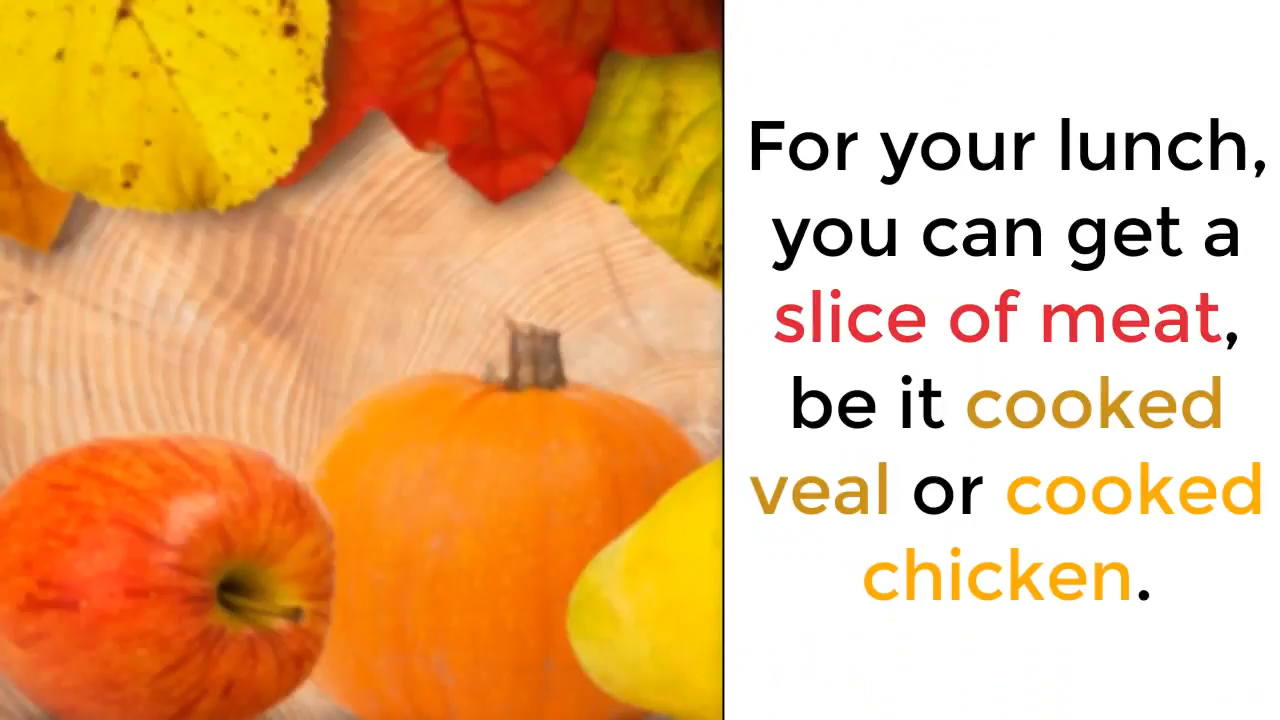 For your lunch,
you can get a
slice of meat,
be it cooked
veal or cooked
chicken.